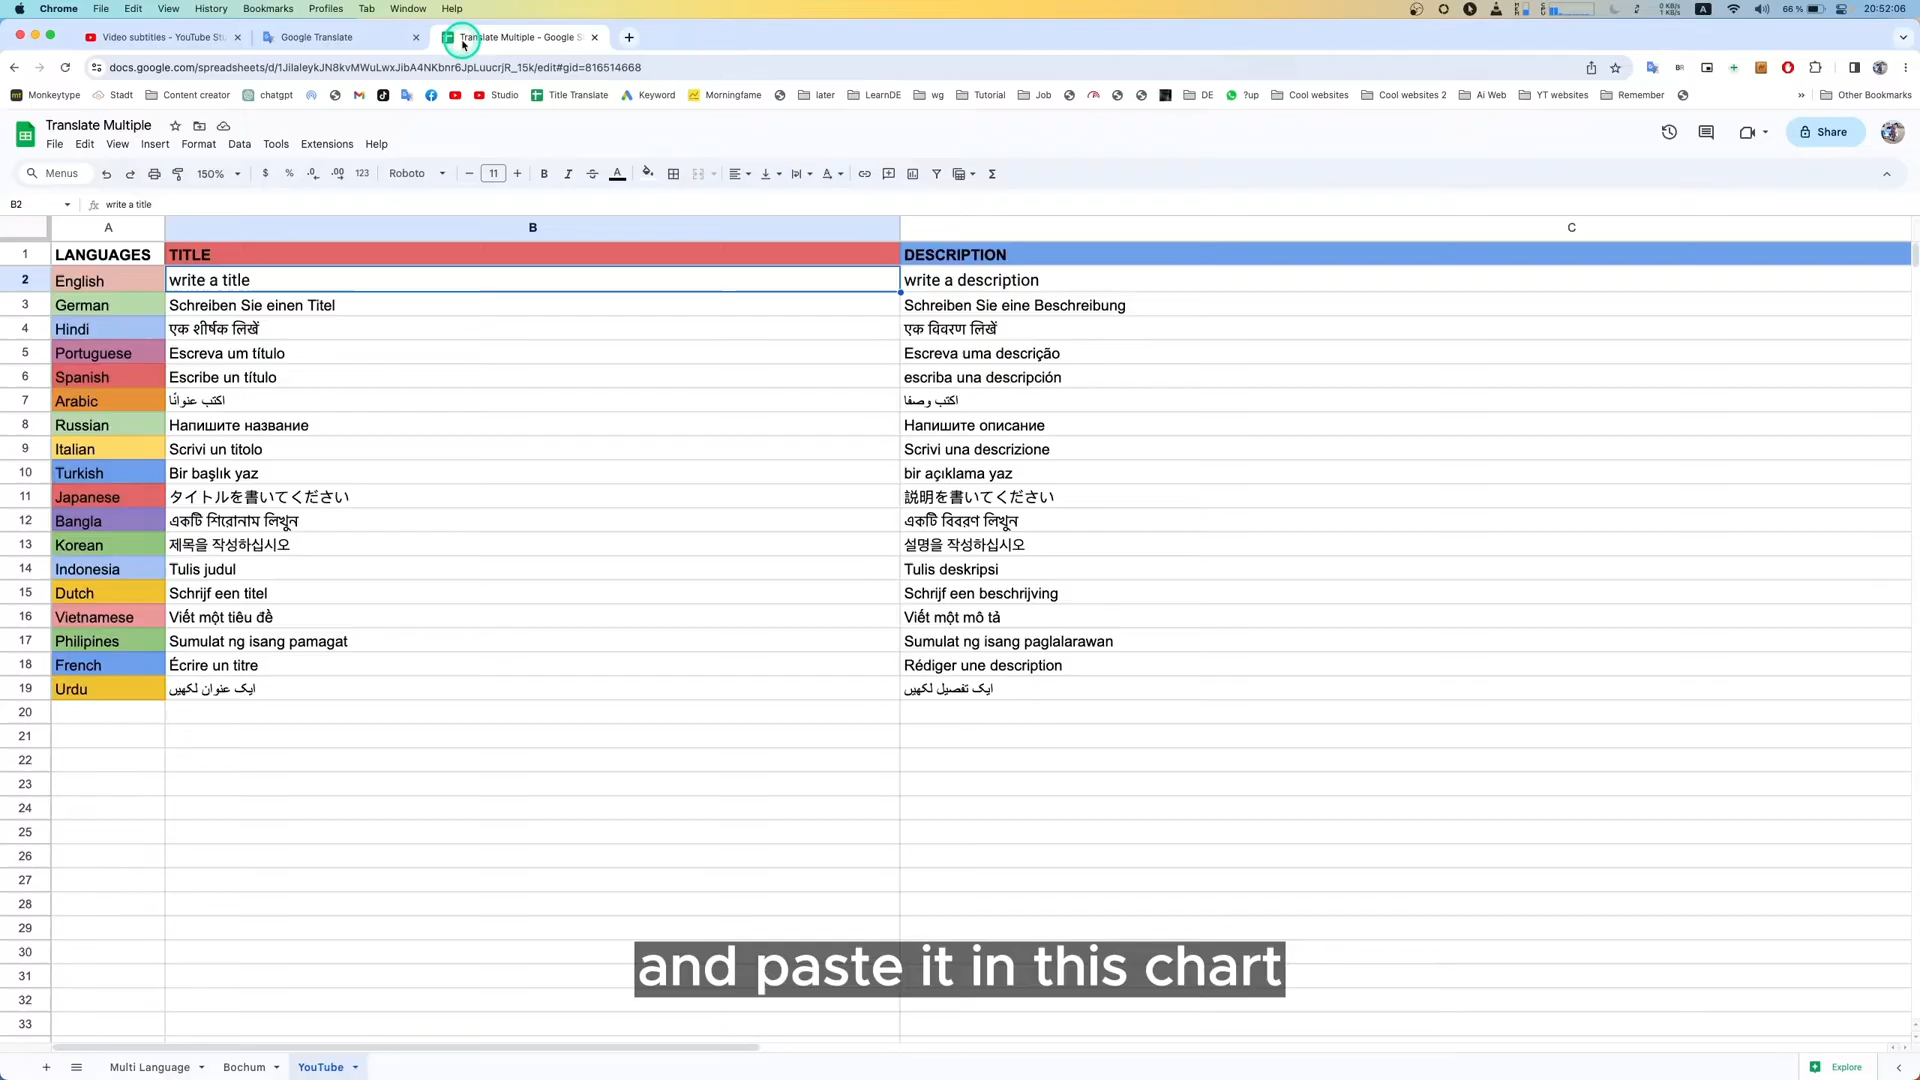 Chrome File Edit View History Bookmarks Profiles Tab Window Help
66 % 20:52:06
Video subtitles - YouTube Stu Google Translate Translate Multiple - Google S
docs.google.com/spreadsheets/d/1JilaleykJN8kvMWuLwxJibA4NKbnr6JpLuucrjR_15k/edit#gid=816514668
Monkeytype Stadt Content creator chatgpt Studio Title Translate Keyword Morningfame later LearnDE wg Tutorial Job DE ?up Cool websites Cool websites 2 Ai Web YT websites Remember Other Bookmarks
Translate Multiple
File Edit View Insert Format Data Tools Extensions Help
Share
Menus 150% $ % .0 .00 123 Roboto 11
B2 write a title
A B C
1 LANGUAGES TITLE DESCRIPTION
2 English write a title write a description
3 German Schreiben Sie einen Titel Schreiben Sie eine Beschreibung
4 Hindi एक शीर्षक लिखें एक विवरण लिखें
5 Portuguese Escreva um título Escreva uma descrição
6 Spanish Escribe un título escriba una descripción
7 Arabic اكتب عنوانًا اكتب وصفا
8 Russian Напишите название Напишите описание
9 Italian Scrivi un titolo Scrivi una descrizione
10 Turkish Bir başlık yaz bir açıklama yaz
11 Japanese タイトルを書いてください 説明を書いてください
12 Bangla একটি শিরোনাম লিখুন একটি বিবরণ লিখুন
13 Korean 제목을 작성하십시오 설명을 작성하십시오
14 Indonesia Tulis judul Tulis deskripsi
15 Dutch Schrijf een titel Schrijf een beschrijving
16 Vietnamese Viết một tiêu đề Viết một mô tả
17 Philipines Sumulat ng isang pamagat Sumulat ng isang paglalarawan
18 French Écrire un titre Rédiger une description
19 Urdu ایک عنوان لکھیں ایک تفصیل لکھیں
20
21
22
23
24
25
26
27
28
29
30
31
32
33
and paste it in this chart
Multi Language Bochum YouTube Explore